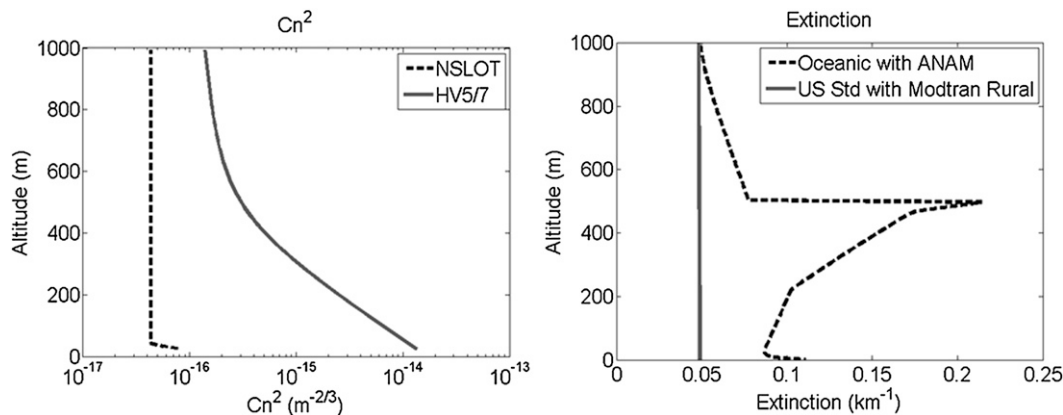 Cn²
1000
800
600
400
200
0
Altitude (m)
NSLOT
HV5/7
10⁻¹⁷
10⁻¹⁶
10⁻¹⁵
10⁻¹⁴
10⁻¹³
Cn² (m⁻²/³)
Extinction
1000
800
600
400
200
0
Altitude (m)
Oceanic with ANAM
US Std with Modtran Rural
0
0.05
0.1
0.15
0.2
0.25
Extinction (km⁻¹)